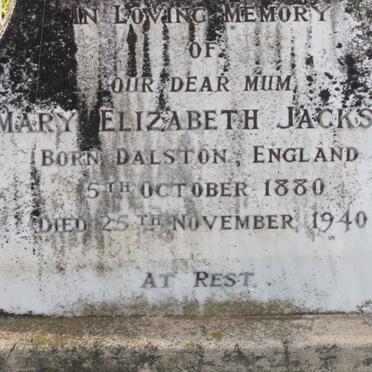 IN LOVING MEMORY
OF
OUR DEAR MUM
MARY ELIZABETH JACKS
BORN DALSTON, ENGLAND
5TH OCTOBER 1880
DIED 25TH NOVEMBER 1940
AT REST